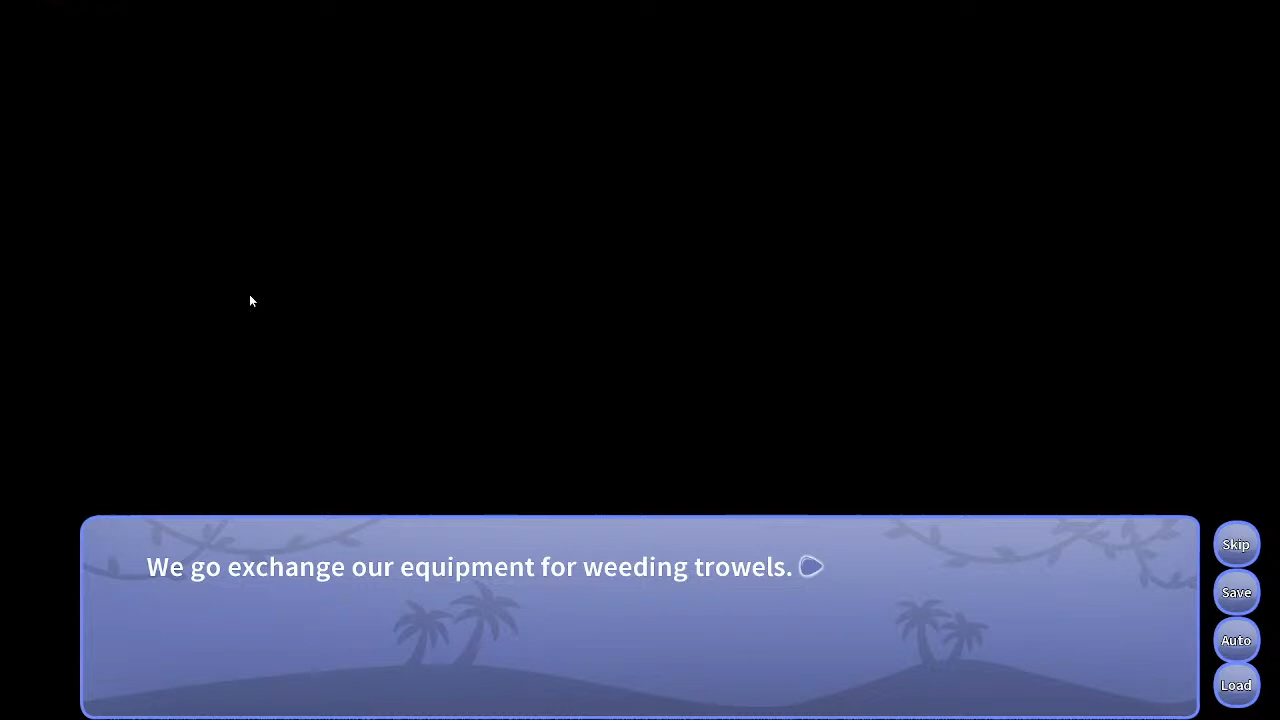 We go exchange our equipment for weeding trowels.
Skip
Save
Auto
Load